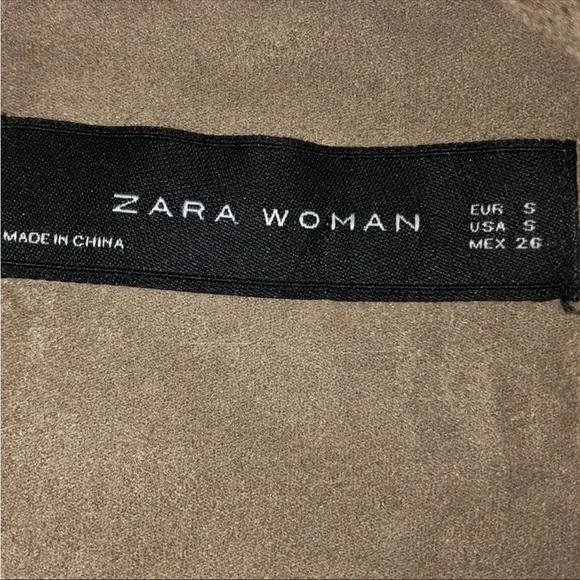 ZARA WOMAN
MADE IN CHINA
EUR S
USA S
MEX 26